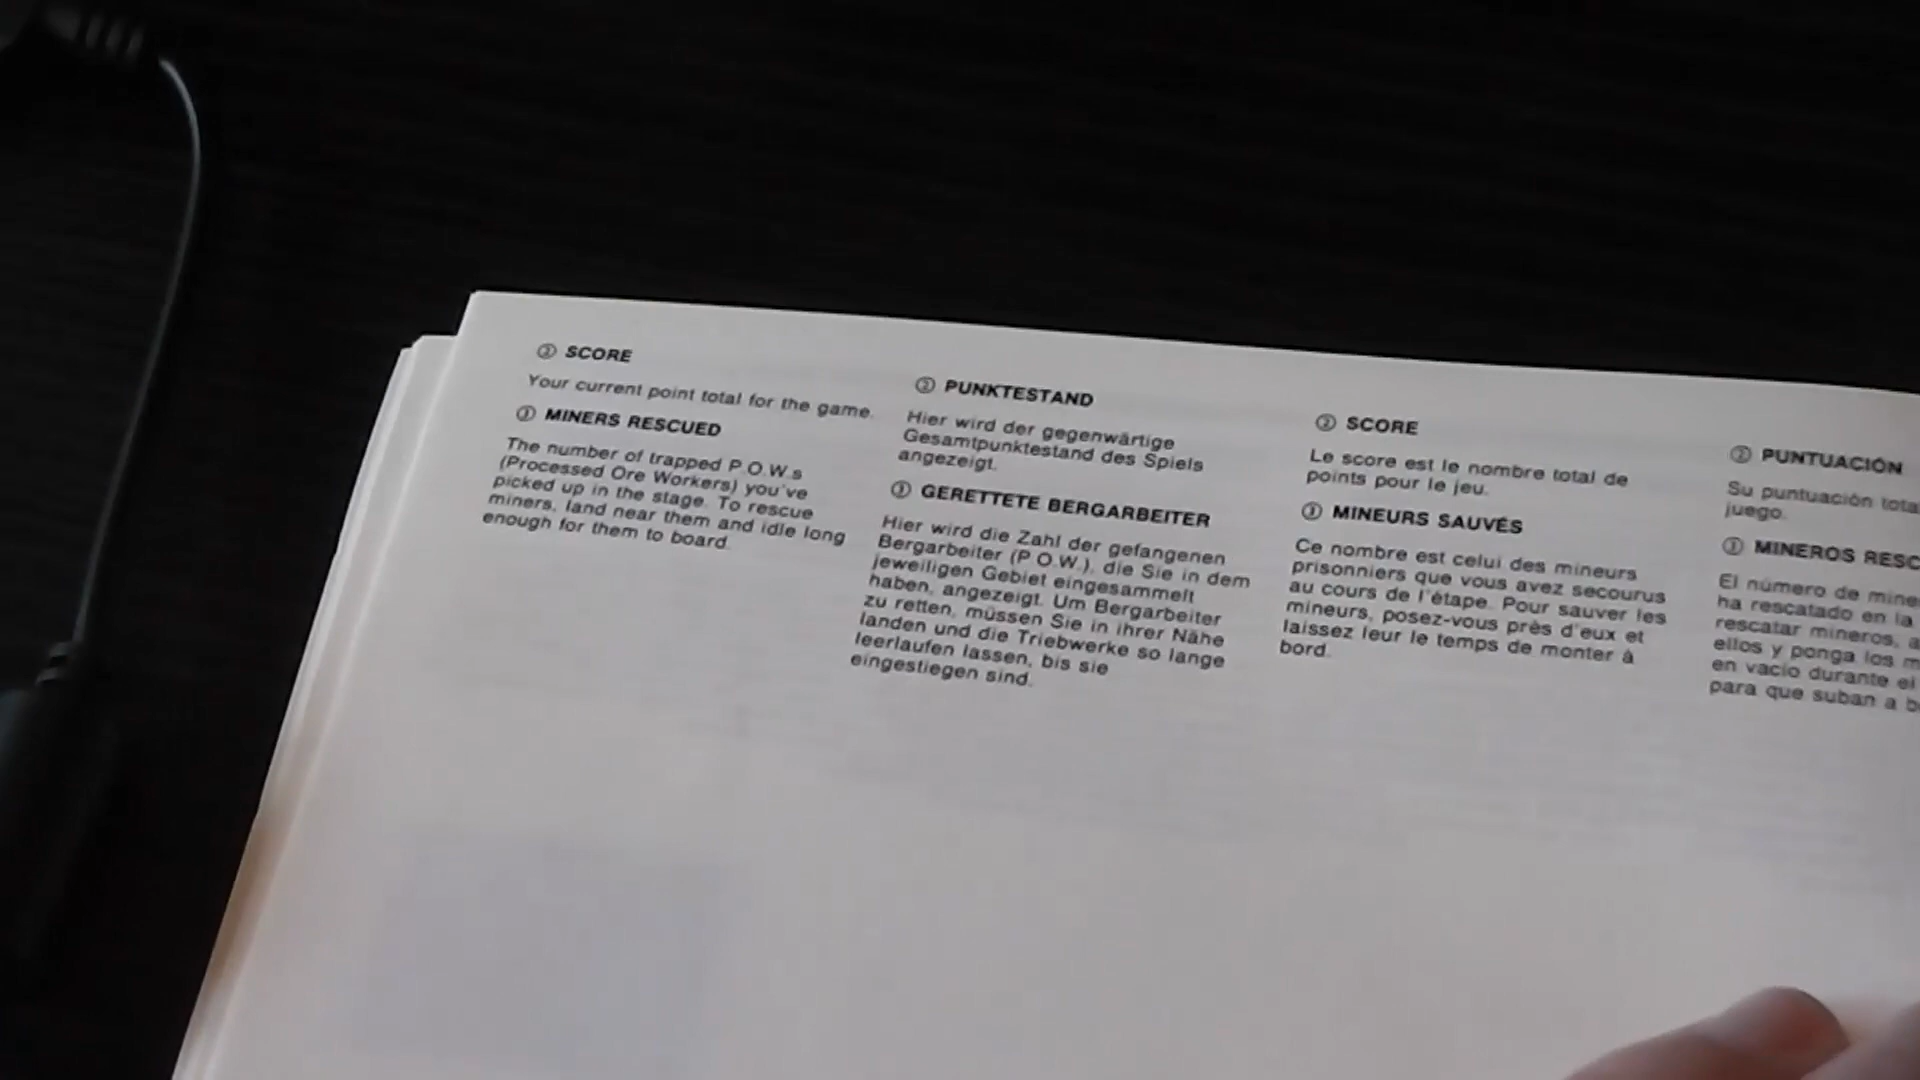 ② SCORE
Your current point total for the game.
③ MINERS RESCUED
The number of trapped P.O.W.s
(Processed Ore Workers) you've
picked up in the stage. To rescue
miners, land near them and idle long
enough for them to board.
② PUNKTESTAND
Hier wird der gegenwärtige
Gesamtpunktestand des Spiels
angezeigt.
③ GERETTETE BERGARBEITER
Hier wird die Zahl der gefangenen
Bergarbeiter (P.O.W.), die Sie in dem
jeweiligen Gebiet eingesammelt
haben, angezeigt. Um Bergarbeiter
zu retten, müssen Sie in ihrer Nähe
landen und die Triebwerke so lange
leerlaufen lassen, bis sie
eingestiegen sind.
② SCORE
Le score est le nombre total de
points pour le jeu.
③ MINEURS SAUVÉS
Ce nombre est celui des mineurs
prisonniers que vous avez secourus
au cours de l'étape. Pour sauver les
mineurs, posez-vous près d'eux et
laissez leur le temps de monter à
bord.
② PUNTUACIÓN
Su puntuación tota
juego.
③ MINEROS RESC
El número de mine
ha rescatado en la
rescatar mineros, a
ellos y ponga los m
en vacío durante el
para que suban a b